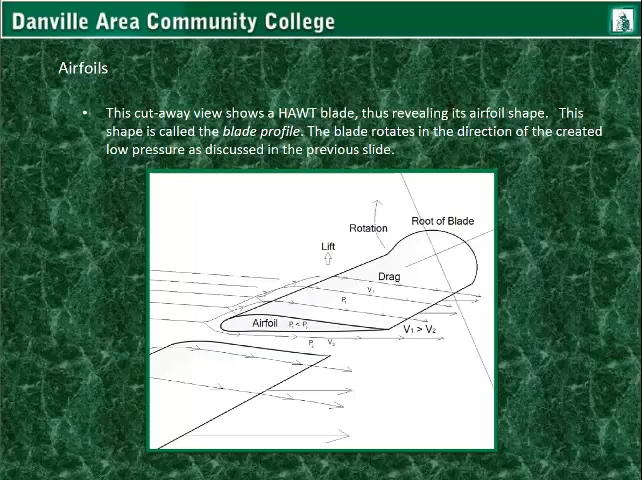 Danville Area Community College
Airfoils
• This cut-away view shows a HAWT blade, thus revealing its airfoil shape. This
shape is called the blade profile. The blade rotates in the direction of the created
low pressure as discussed in the previous slide.
Root of Blade
Rotation
Lift
Drag
Airfoil
V₁ > V₂
P₂ V₂